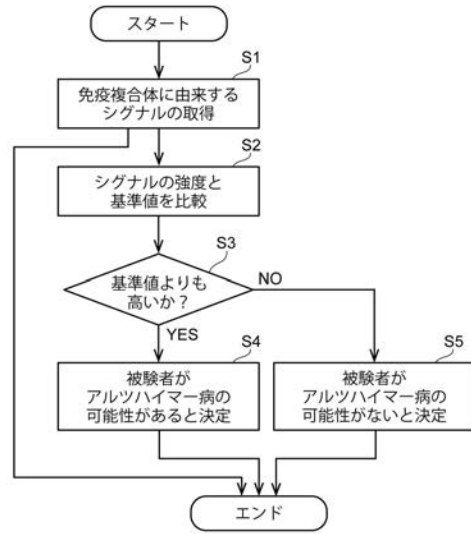 スタート
S1
免疫複合体に由来する
シグナルの取得
S2
シグナルの強度と
基準値を比較
S3
基準値よりも
高いか？
NO
YES
S4
被験者が
アルツハイマー病の
可能性があると決定
S5
被験者が
アルツハイマー病の
可能性がないと決定
エンド